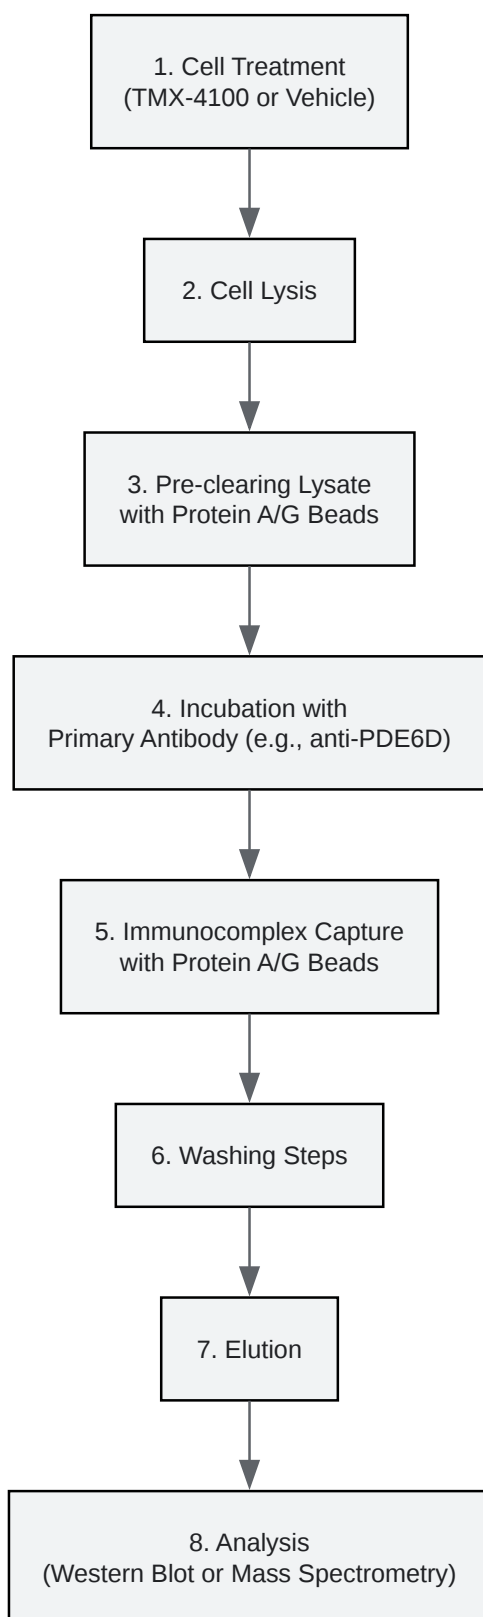 1. Cell Treatment
(TMX-4100 or Vehicle)
2. Cell Lysis
3. Pre-clearing Lysate
with Protein A/G Beads
4. Incubation with
Primary Antibody (e.g., anti-PDE6D)
5. Immunocomplex Capture
with Protein A/G Beads
6. Washing Steps
7. Elution
8. Analysis
(Western Blot or Mass Spectrometry)